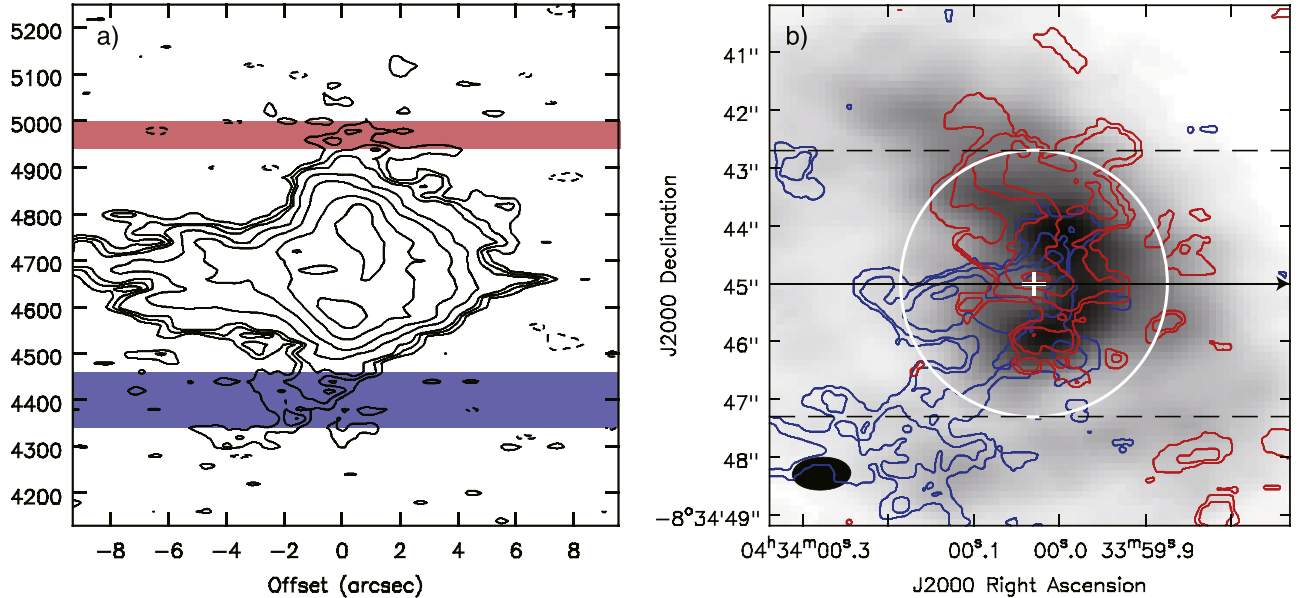 a)
5200
5100
5000
4900
4800
4700
4600
4500
4400
4300
4200
−8 −6 −4 −2 0 2 4 6 8
Offset (arcsec)
b)
J2000 Declination
41"
42"
43"
44"
45"
46"
47"
48"
−8°34'49"
04ʰ34ᵐ00ˢ.3 00ˢ.1 00ˢ.0 33ᵐ59ˢ.9
J2000 Right Ascension